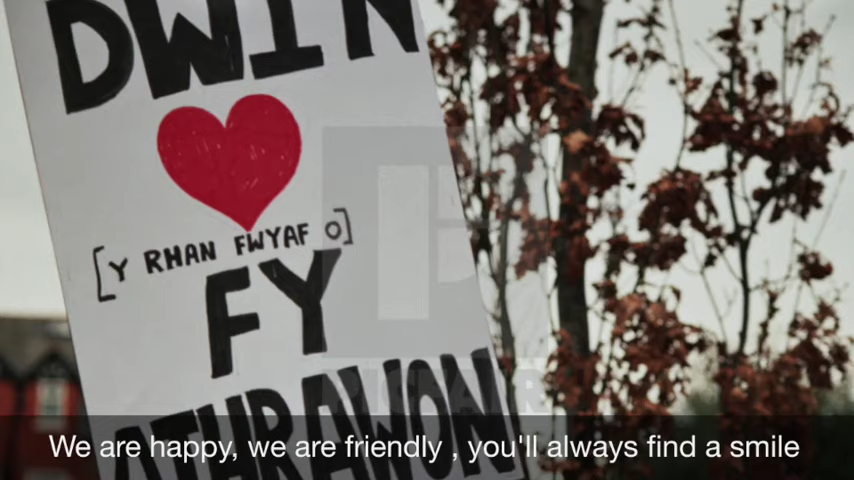 DWIN
[Y RHAN FWYAF O]
FY
ATHRAWON
We are happy, we are friendly , you'll always find a smile